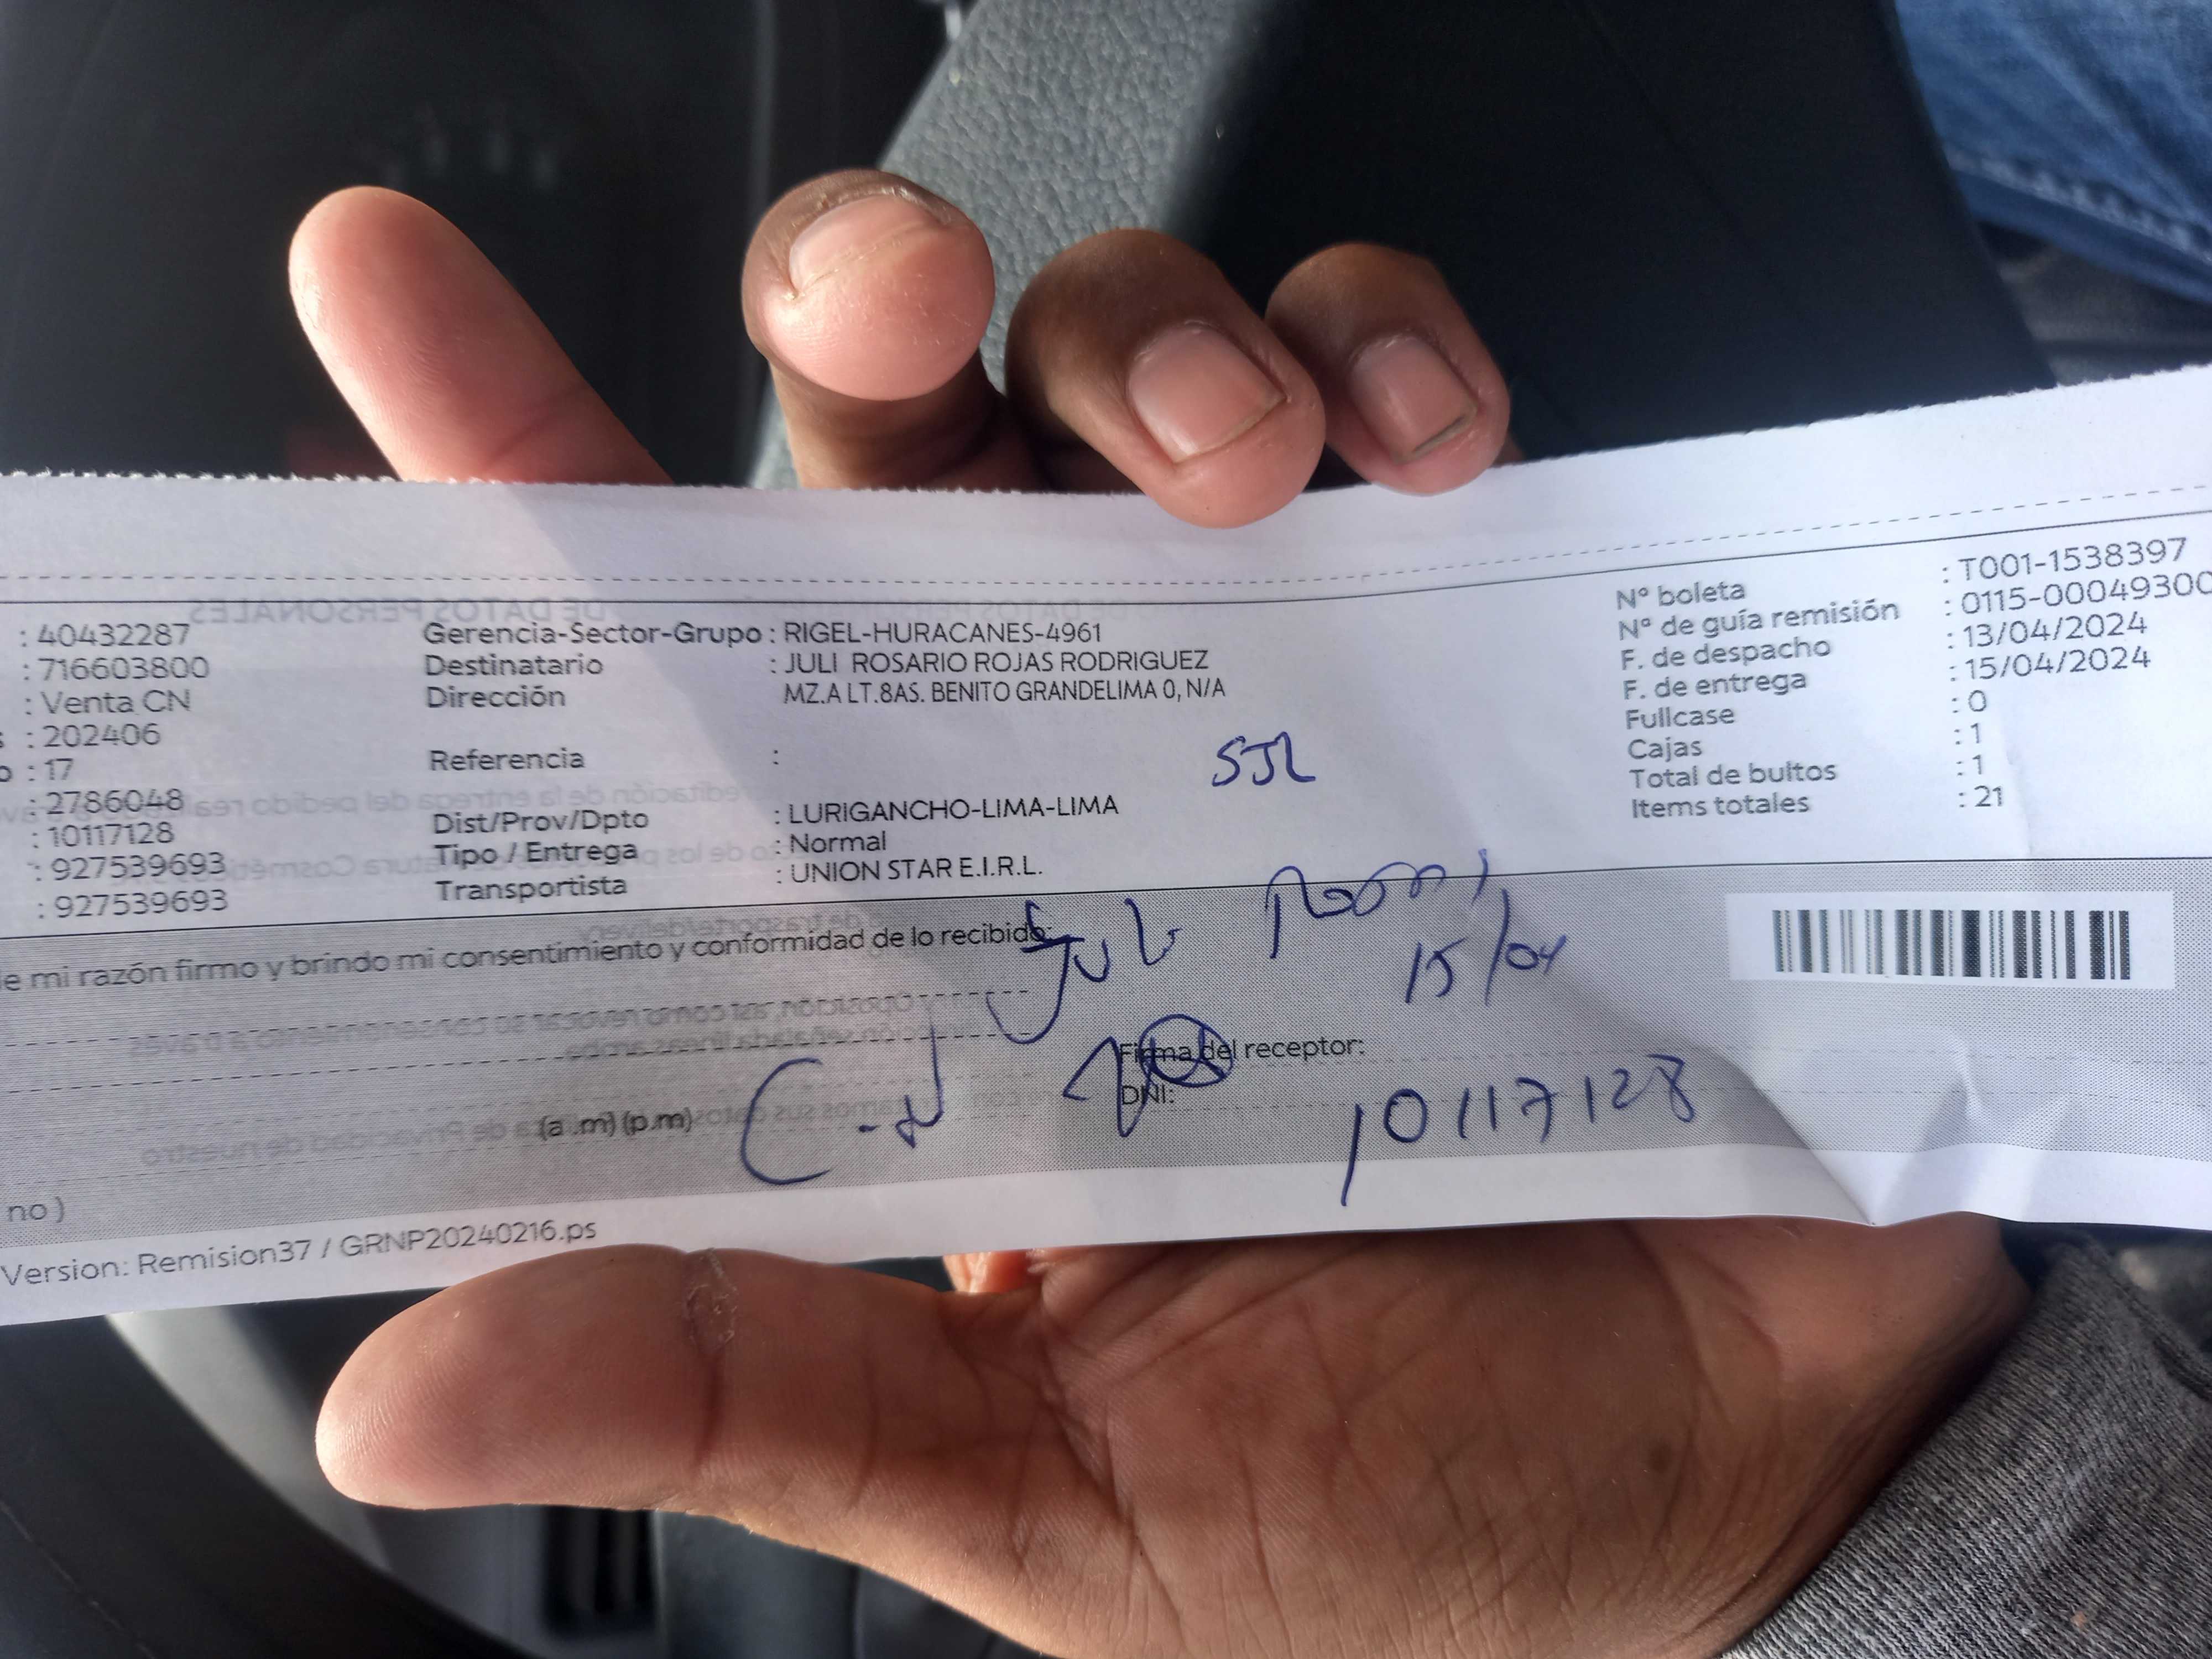 : 40432287
: 716603800
: Venta CN
: 202406
: 17
: 2786048
: 10117128
: 927539693
: 927539693
Gerencia-Sector-Grupo : RIGEL-HURACANES-4961
Destinatario : JULI ROSARIO ROJAS RODRIGUEZ
Dirección MZ.A LT.8AS. BENITO GRANDELIMA 0, N/A
Referencia :
SJL
Dist/Prov/Dpto : LURIGANCHO-LIMA-LIMA
Tipo / Entrega : Normal
Transportista : UNION STAR E.I.R.L.
Nº boleta : T001-1538397
Nº de guía remisión : 0115-00049300
F. de despacho : 13/04/2024
F. de entrega : 15/04/2024
Fullcase : 0
Cajas : 1
Total de bultos : 1
Items totales : 21
de mi razón firmo y brindo mi consentimiento y conformidad de lo recibido:
15/04
Firma del receptor:
DNI: 10117128
(a .m) (p.m)
no )
Version: Remision37 / GRNP20240216.ps